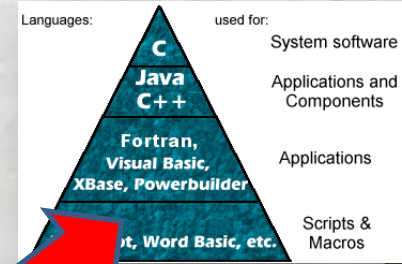 Languages: used for:
C System software
Java Applications and
C++ Components
Fortran,
Visual Basic, Applications
XBase, Powerbuilder
Scripts &
Word Basic, etc. Macros